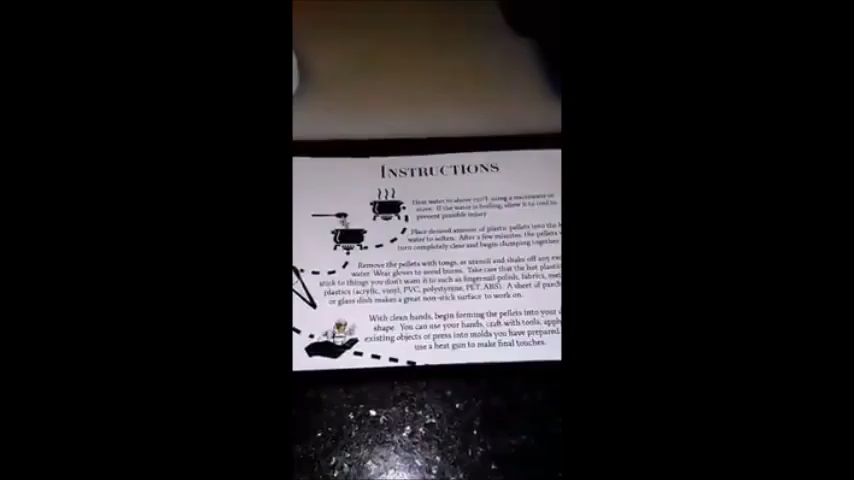 INSTRUCTIONS
Heat water to above 150°F using a microwave or
stove. If the water is boiling, allow it to cool to
prevent possible injury
Place desired amount of plastic pellets into the
water to soften. After a few minutes, the pellets
turn completely clear and begin clumping together
Remove the pellets with tongs, or utensil and shake off any
water. Wear gloves to avoid burns. Take care that the hot plastic
stick to things you don't want it to such as fingernail polish, fabrics,
plastics (acrylic, vinyl, PVC, polystyrene, PET, ABS). A sheet of
or glass dish makes a great non-stick surface to work on.
With clean hands, begin forming the pellets into your
shape. You can use your hands, craft with tools,
existing objects or press into molds you have prepared.
use a heat gun to make final touches.